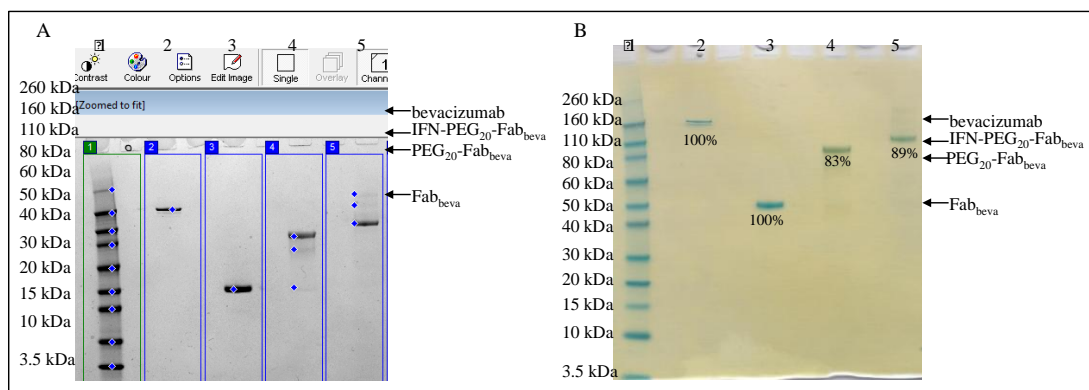 A
1 2 3 4 5
Contrast Colour Options Edit Image Single Overlay Chann
[Zoomed to fit]
260 kDa
160 kDa
110 kDa
80 kDa
60 kDa
50 kDa
40 kDa
30 kDa
20 kDa
15 kDa
10 kDa
3.5 kDa
1 2 3 4 5
bevacizumab
IFN-PEG20-Fabbeva
PEG20-Fabbeva
Fabbeva
B
1 2 3 4 5
260 kDa
160 kDa
110 kDa
80 kDa
60 kDa
50 kDa
40 kDa
30 kDa
20 kDa
15 kDa
10 kDa
3.5 kDa
100%
100%
83%
89%
bevacizumab
IFN-PEG20-Fabbeva
PEG20-Fabbeva
Fabbeva